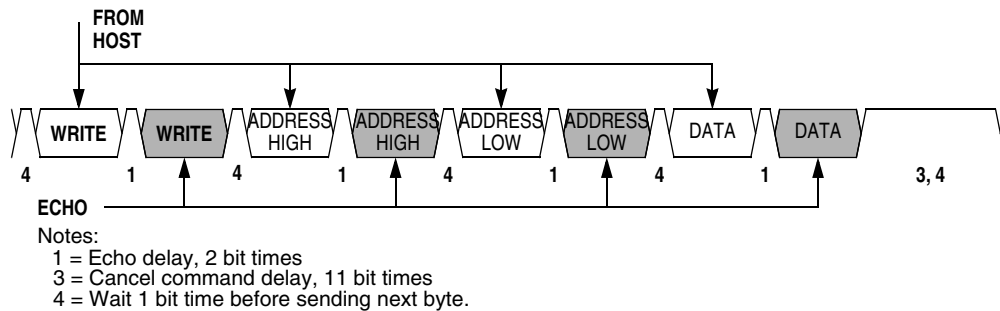 FROM
HOST
WRITE WRITE ADDRESS HIGH ADDRESS HIGH ADDRESS LOW ADDRESS LOW DATA DATA
4 1 4 1 4 1 4 1 3, 4
ECHO
Notes:
1 = Echo delay, 2 bit times
3 = Cancel command delay, 11 bit times
4 = Wait 1 bit time before sending next byte.